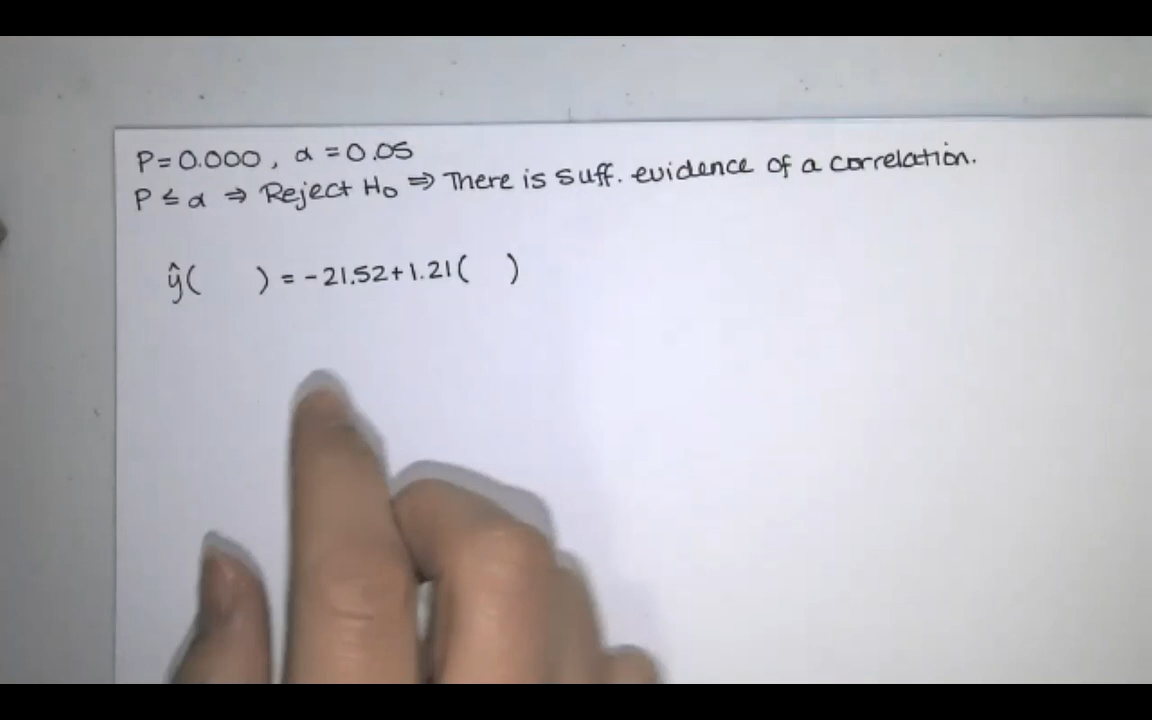 P=0.000, α=0.05
P ≤ α ⇒ Reject H₀ ⇒ There is suff. evidence of a correlation.
ŷ( ) = -21.52+1.21( )